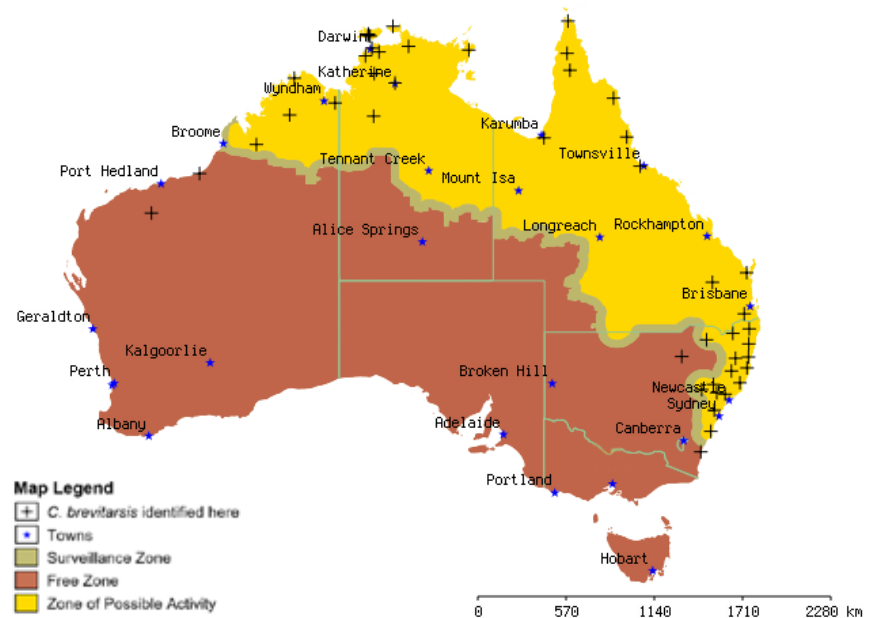 Darwin
Katherine
Wyndham
Karumba
Broome
Townsville
Tennant Creek
Port Hedland
Mount Isa
Longreach
Rockhampton
Alice Springs
Brisbane
Geraldton
Kalgoorlie
Perth
Broken Hill
Newcastle
Sydney
Albany
Adelaide
Canberra
Portland
Map Legend
C. brevitarsis identified here
Towns
Surveillance Zone
Hobart
Free Zone
Zone of Possible Activity
0 570 1140 1710 2280 km